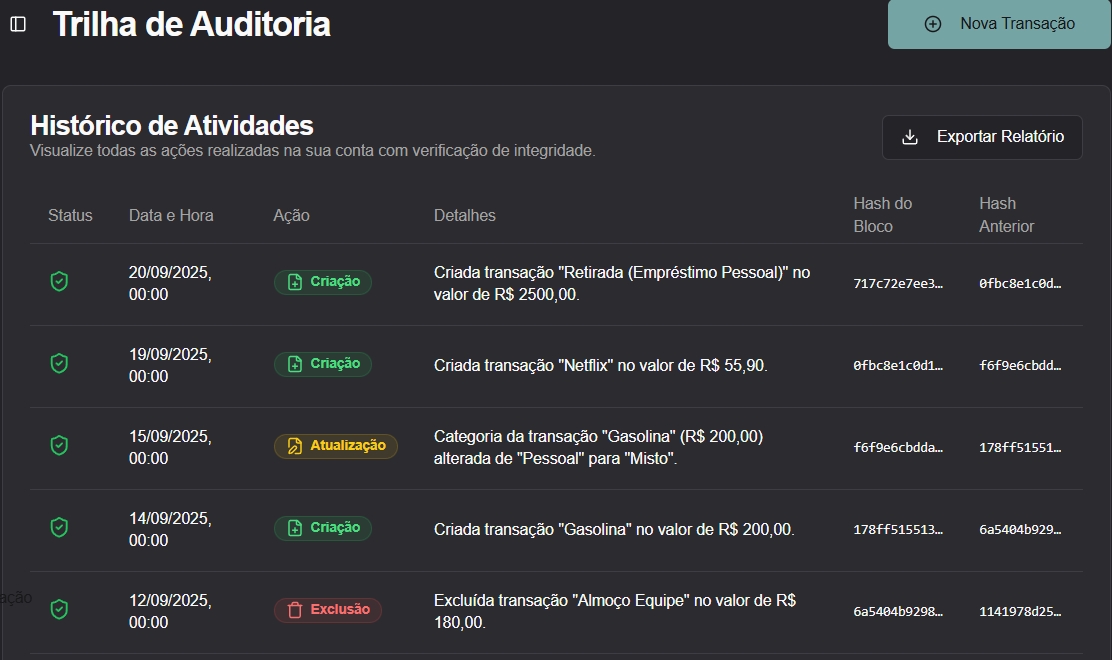 Trilha de Auditoria
Nova Transação
Histórico de Atividades
Visualize todas as ações realizadas na sua conta com verificação de integridade.
Exportar Relatório
Status
Data e Hora
Ação
Detalhes
Hash do
Bloco
Hash
Anterior
20/09/2025,
00:00
Criação
Criada transação "Retirada (Empréstimo Pessoal)" no
valor de R$ 2500,00.
717c72e7ee3…
0fbc8e1c0d…
19/09/2025,
00:00
Criação
Criada transação "Netflix" no valor de R$ 55,90.
0fbc8e1c0d1…
f6f9e6cbdd…
15/09/2025,
00:00
Atualização
Categoria da transação "Gasolina" (R$ 200,00)
alterada de "Pessoal" para "Misto".
f6f9e6cbdda…
178ff51551…
14/09/2025,
00:00
Criação
Criada transação "Gasolina" no valor de R$ 200,00.
178ff515513…
6a5404b929…
ação
12/09/2025,
00:00
Exclusão
Excluída transação "Almoço Equipe" no valor de R$
180,00.
6a5404b9298…
1141978d25…